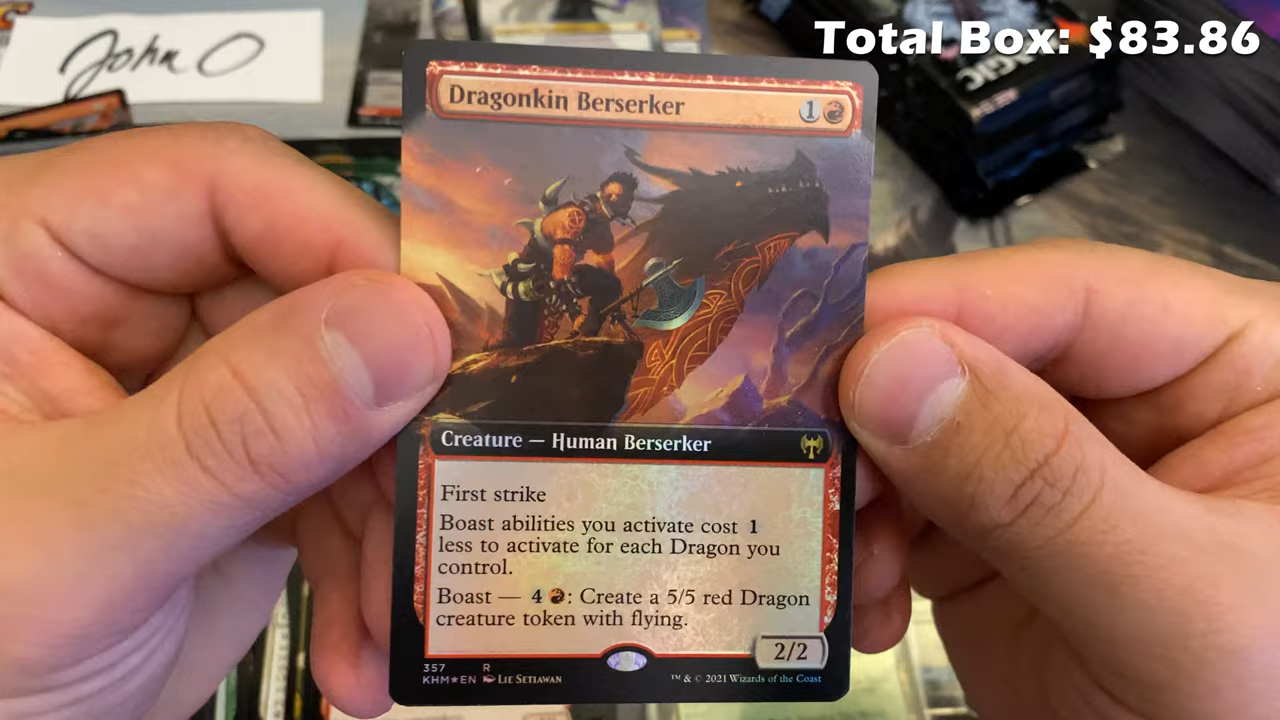 John O
Total Box: $83.86
MAGIC
Dragonkin Berserker 1
Creature — Human Berserker
First strike
Boast abilities you activate cost 1
less to activate for each Dragon you
control.
Boast — 4 : Create a 5/5 red Dragon
creature token with flying.
2/2
357 R
KHM★EN Lie Setiawan
™ & © 2021 Wizards of the Coast